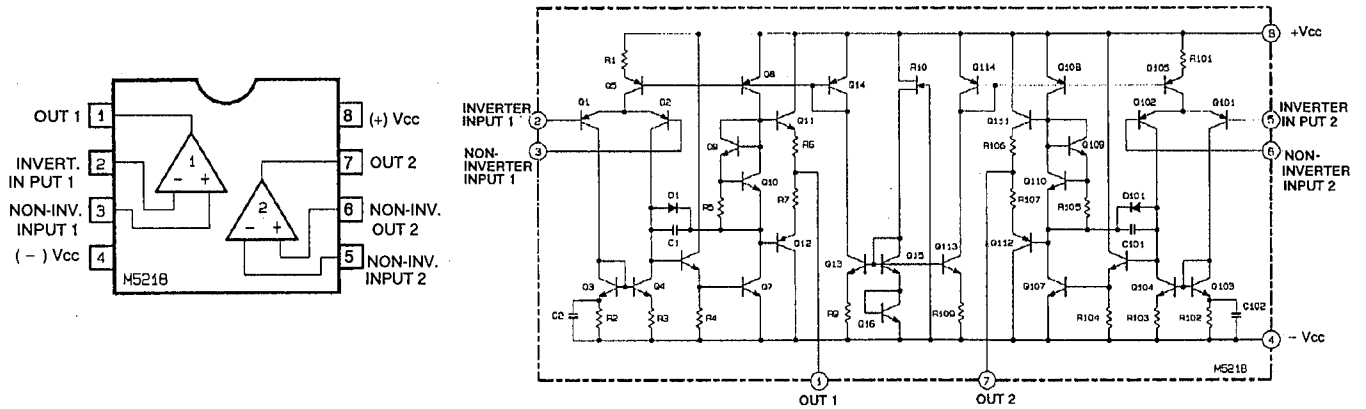 OUT 1
1
INVERT.
IN PUT 1
2
NON-INV.
INPUT 1
3
( - ) Vcc
4
1
- +
2
- +
M5218
8
(+) Vcc
7
OUT 2
6
NON-INV.
OUT 2
5
NON-INV.
INPUT 2
INVERTER
INPUT 1
2
NON-
INVERTER
INPUT 1
3
R1
Q5
Q1
Q2
Q8
Q14
R10
Q114
Q108
Q105
R101
8
+Vcc
Q11
Q111
Q102
Q101
INVERTER
IN PUT 2
5
Q9
R6
R106
Q109
6
NON-
INVERTER
INPUT 2
Q10
Q110
D1
R5
R7
R107
R105
D101
C1
Q12
Q112
C101
Q13
Q15
Q113
Q3
Q4
Q7
Q107
Q104
Q103
C2
R2
R3
R4
R9
Q16
R109
R104
R103
R102
C102
4
- Vcc
M5218
1
OUT 1
7
OUT 2